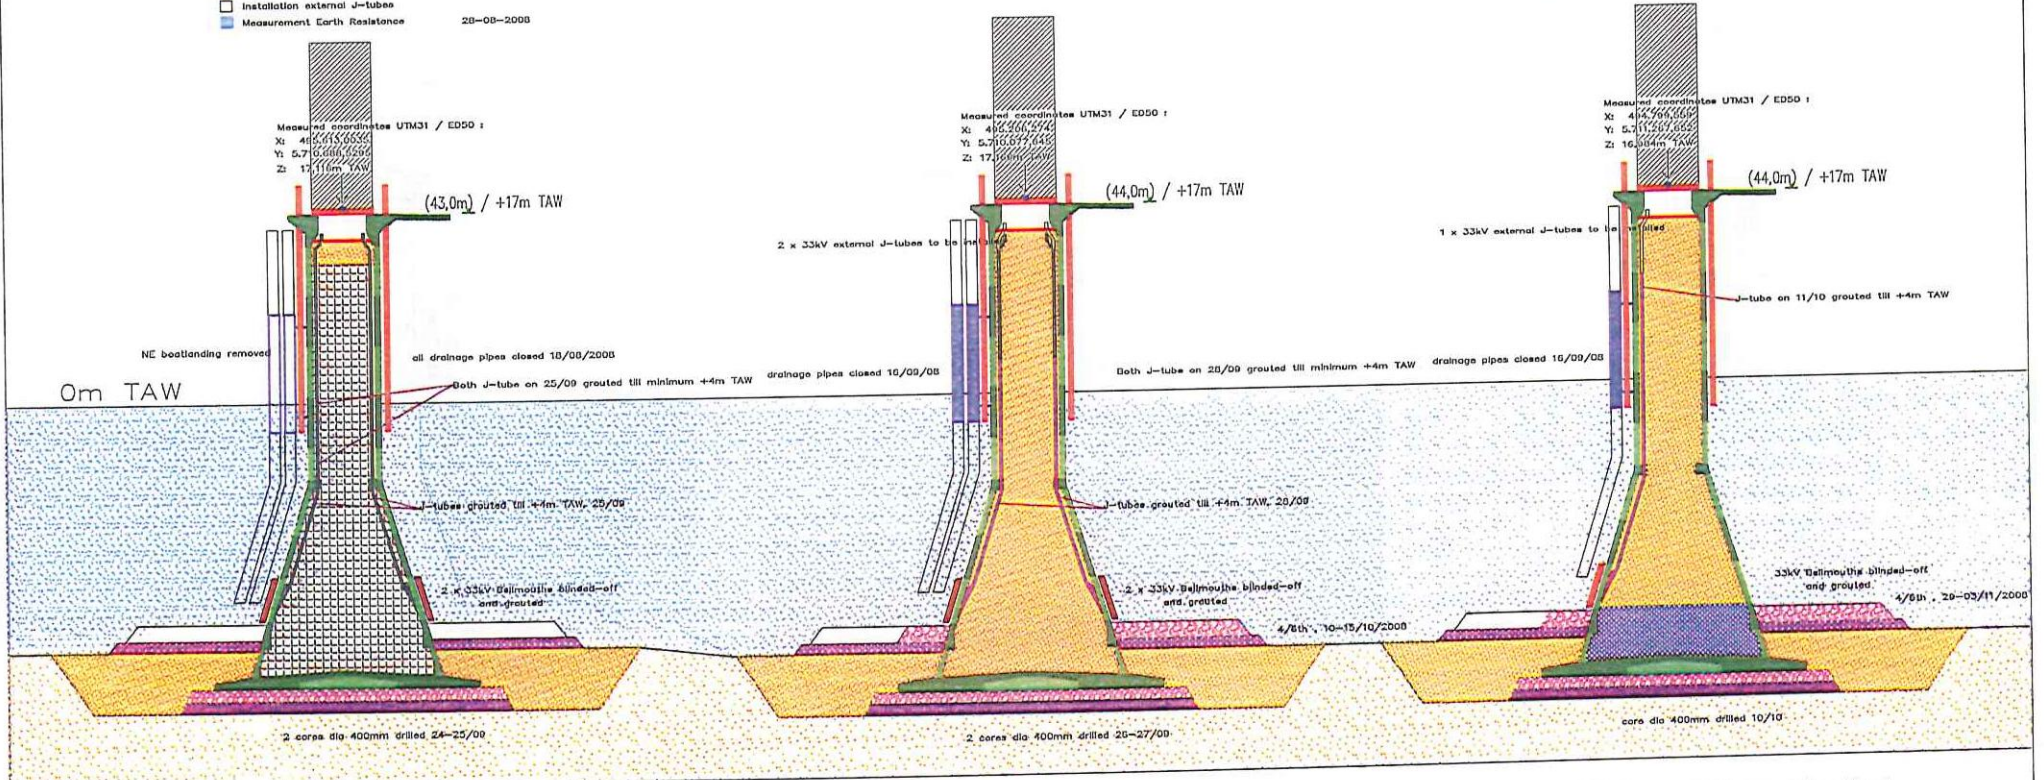 Installation external J-tubes
Measurement Earth Resistance 28-08-2008
Measured coordinates UTM31 / ED50 :
X:
Y:
Z: 17,116m TAW
(43,0m) / +17m TAW
NE boatlanding removed
all drainage pipes closed 18/08/2008
Both J-tube on 25/09 grouted till minimum +4m TAW
0m TAW
J-tubes grouted till +4m TAW, 25/09
2 x 33kV Bellmouths blinded-off
and grouted
2 cores dia 400mm drilled 24-25/09
Measured coordinates UTM31 / ED50 :
X:
Y:
Z:
(44,0m) / +17m TAW
2 x 33kV external J-tubes to be installed
drainage pipes closed 16/09/08
Both J-tube on 28/09 grouted till minimum +4m TAW
J-tubes grouted till +4m TAW, 28/09
2 x 33kV Bellmouths blinded-off
and grouted
4/6th , 10-15/10/2008
2 cores dia 400mm drilled 26-27/09
Measured coordinates UTM31 / ED50 :
X:
Y:
Z: 16,984m TAW
(44,0m) / +17m TAW
1 x 33kV external J-tubes to be installed
J-tube on 11/10 grouted till +4m TAW
drainage pipes closed 16/09/08
33kV Bellmouths blinded-off
and grouted
4/6th , 29-03/11/2008
core dia 400mm drilled 10/10